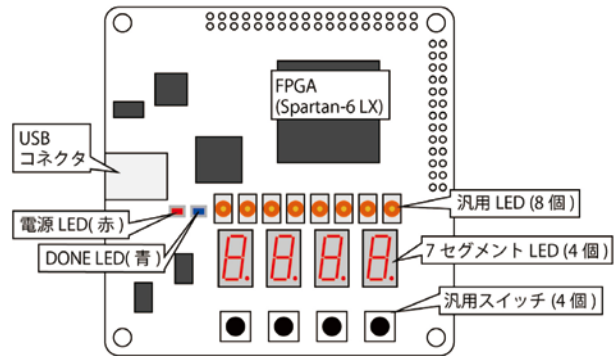 FPGA
(Spartan-6 LX)
USB
コネクタ
電源 LED( 赤 )
DONE LED( 青 )
汎用 LED (8 個 )
7 セグメント LED (4 個 )
汎用スイッチ (4 個 )